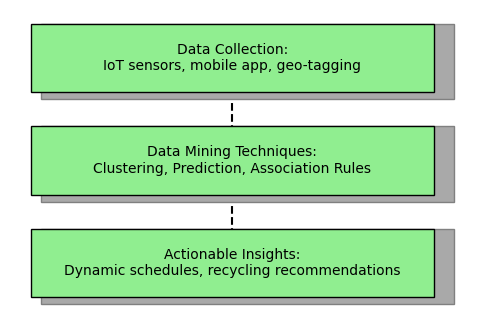 Data Collection:
IoT sensors, mobile app, geo-tagging
Data Mining Techniques:
Clustering, Prediction, Association Rules
Actionable Insights:
Dynamic schedules, recycling recommendations